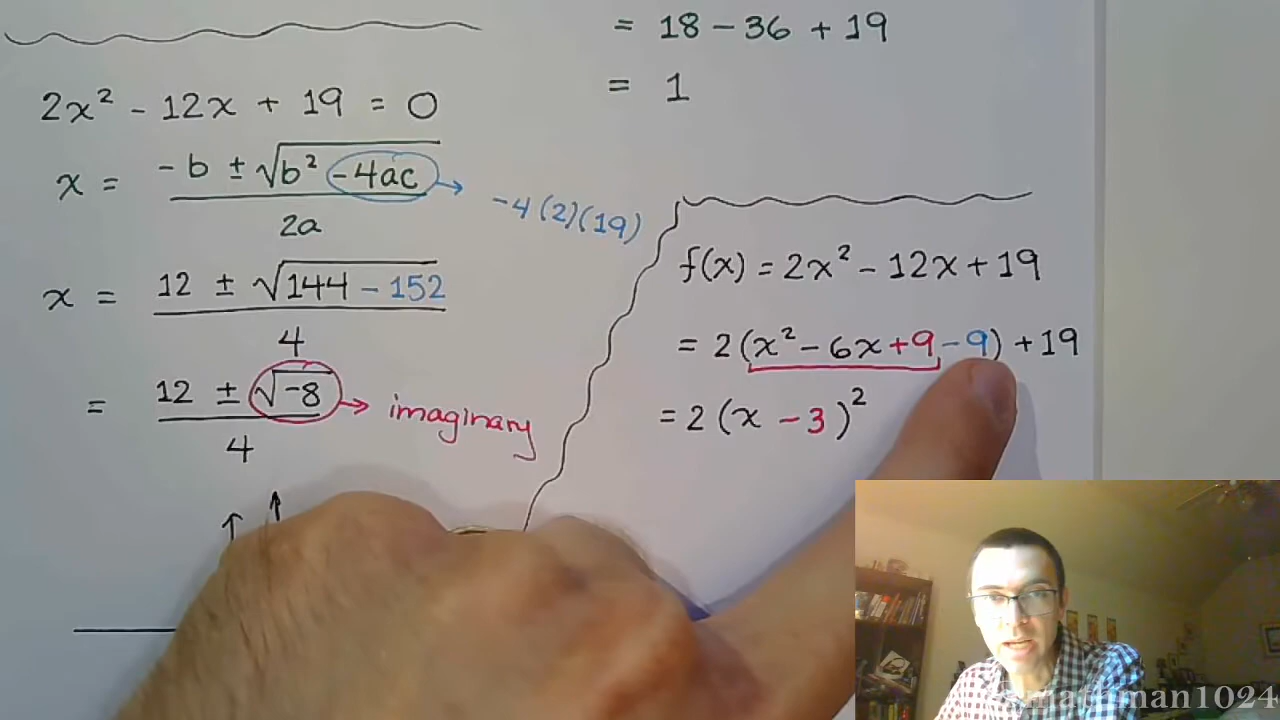 2x² - 12x + 19 = 0
x = (-b ± √(b² -4ac)) / 2a
-4(2)(19)
x = (12 ± √(144 - 152)) / 4
= (12 ± √-8) / 4
imaginary
= 18 - 36 + 19
= 1
f(x) = 2x² - 12x + 19
= 2(x² - 6x + 9 - 9) + 19
= 2(x - 3)²
mathman1024